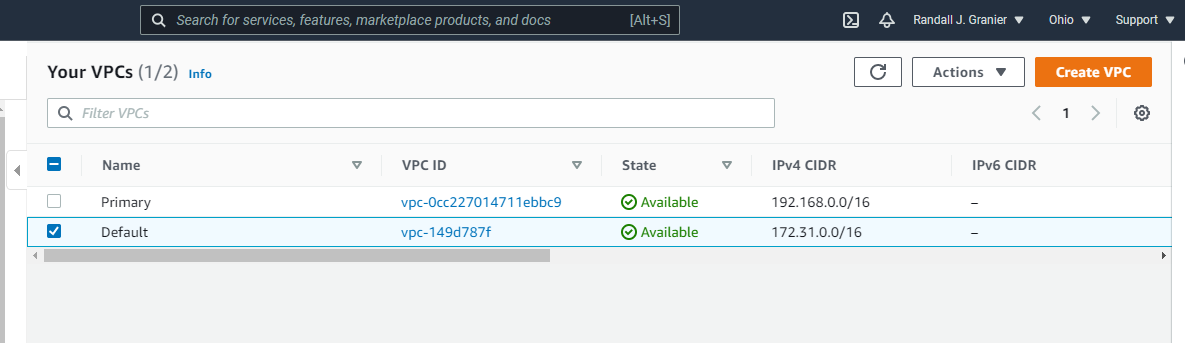 Search for services, features, marketplace products, and docs [Alt+S] Randall J. Granier Ohio Support
Your VPCs (1/2) Info Actions Create VPC
Filter VPCs 1
Name VPC ID State IPv4 CIDR IPv6 CIDR
Primary vpc-0cc227014711ebbc9 Available 192.168.0.0/16 –
Default vpc-149d787f Available 172.31.0.0/16 –